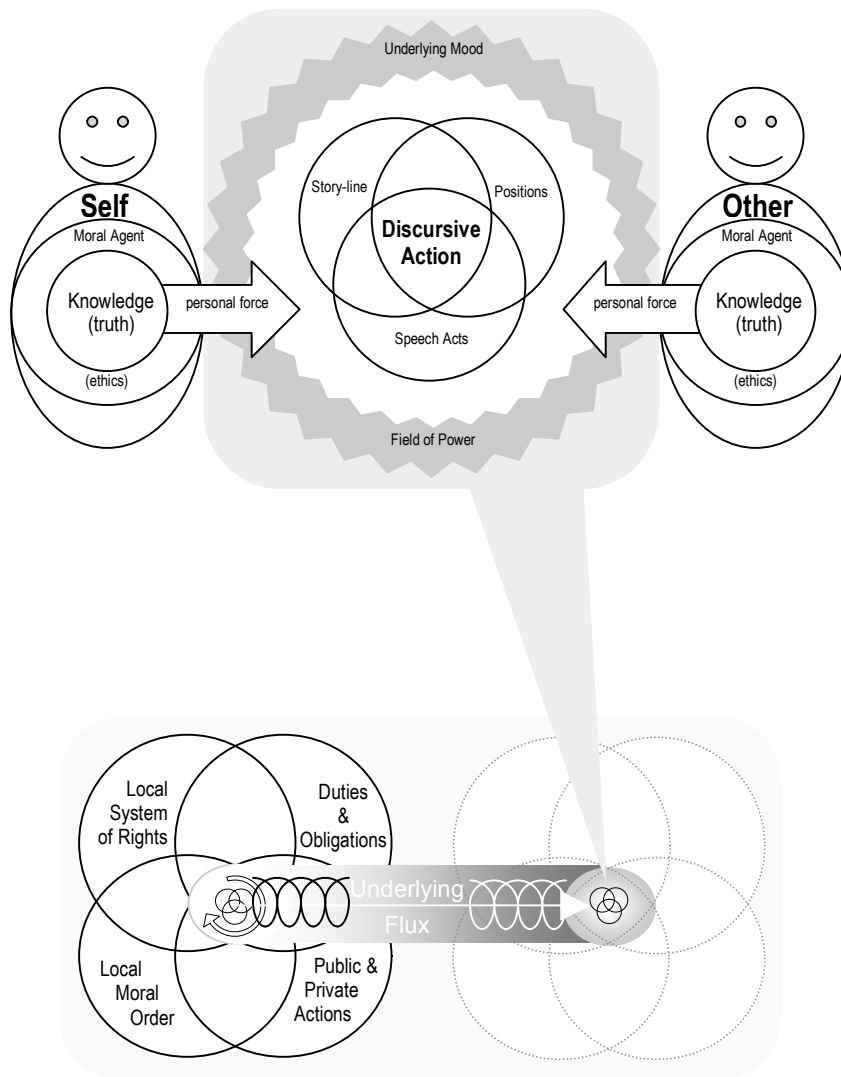 Underlying Mood
Self
Moral Agent
Knowledge
(truth)
(ethics)
personal force
Story-line
Positions
Discursive
Action
Speech Acts
personal force
Other
Moral Agent
Knowledge
(truth)
(ethics)
Field of Power
Local
System
of Rights
Duties
&
Obligations
Underlying
Flux
Local
Moral
Order
Public &
Private
Actions